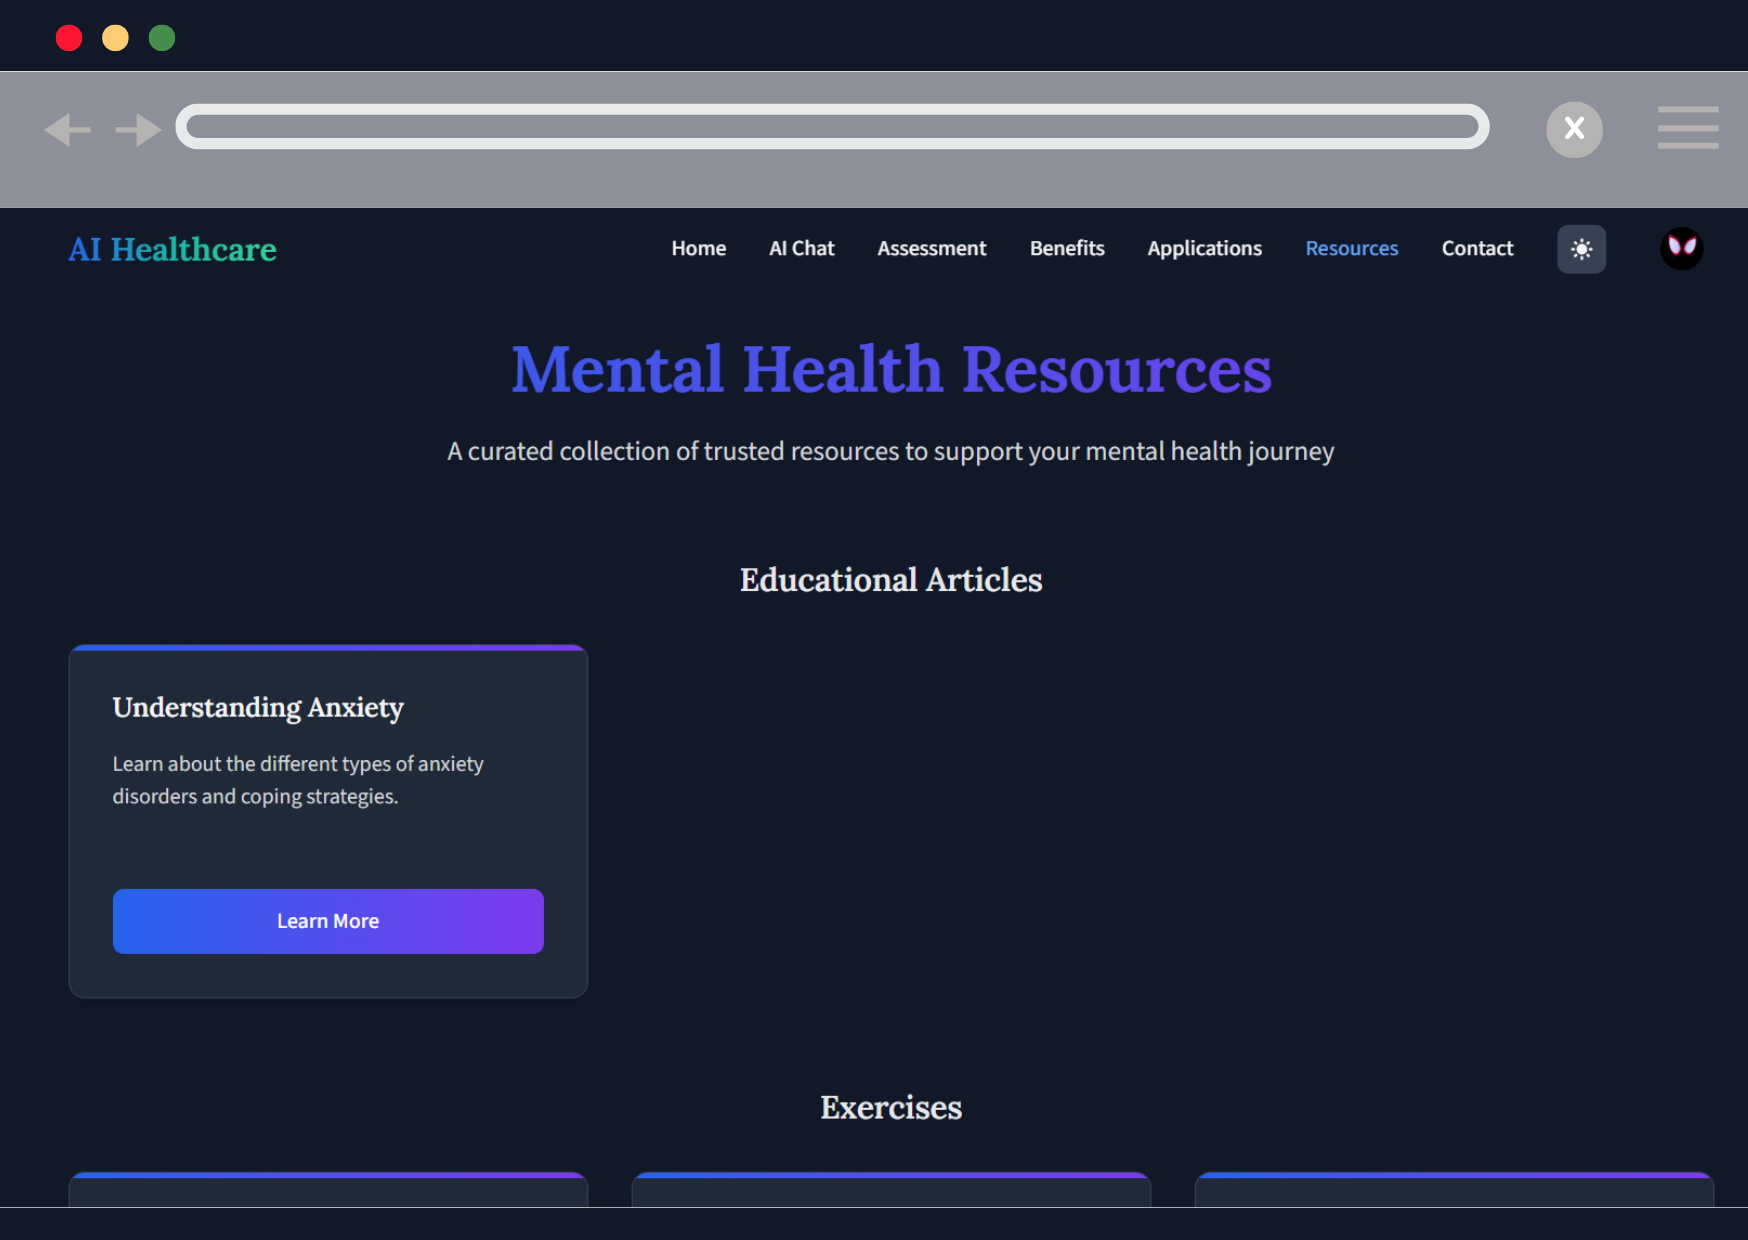 X
AI Healthcare
Home
AI Chat
Assessment
Benefits
Applications
Resources
Contact
Mental Health Resources
A curated collection of trusted resources to support your mental health journey
Educational Articles
Understanding Anxiety
Learn about the different types of anxiety
disorders and coping strategies.
Learn More
Exercises